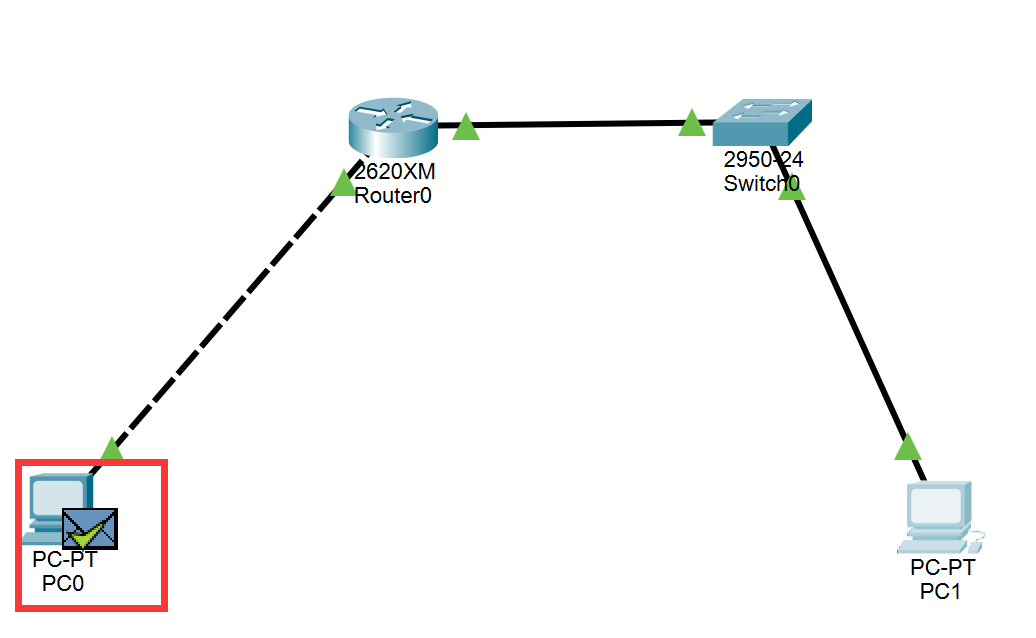 2620XM
Router0
2950-24
Switch0
PC-PT
PC0
PC-PT
PC1